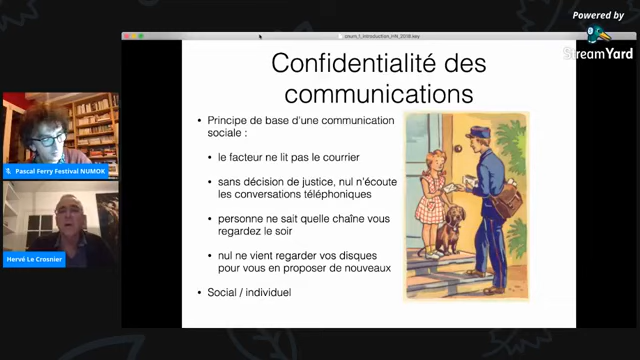 Powered by
StreamYard
cours_1_introduction_HN_2019.key
Confidentialité des
communications
• Principe de base d'une communication
sociale :
• le facteur ne lit pas le courrier
• sans décision de justice, nul n'écoute
les conversations téléphoniques
• personne ne sait quelle chaîne vous
regardez le soir
• nul ne vient regarder vos disques
pour vous en proposer de nouveaux
• Social / individuel
Pascal Ferry Festival NUMOK
Hervé Le Crosnier